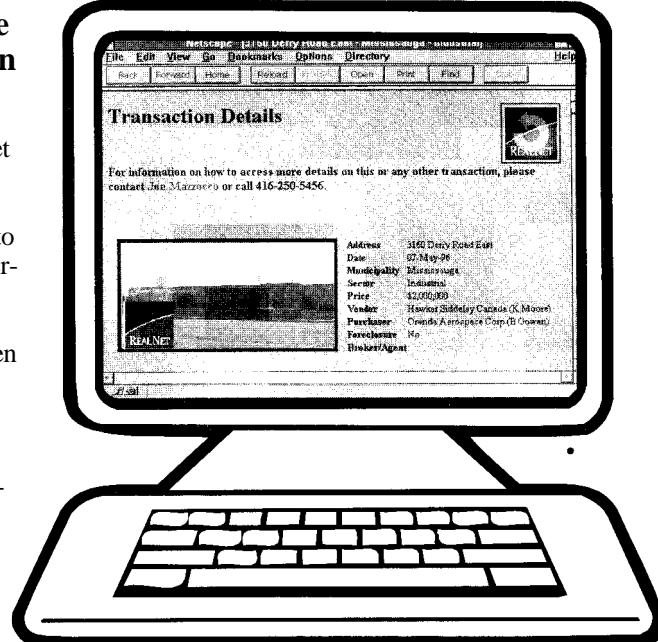 e
n
et
to
r-
en
-
Netscape - [3160 Derry Road East - Mississauga - Industrial]
File Edit View Go Bookmarks Options Directory Help
Back Forward Home Reload Open Print Find
Transaction Details
REALNET
For information on how to access more details on this or any other transaction, please
contact Joe Mazzocco or call 416-250-5456.
Address 3160 Derry Road East
Date 07-May-96
Municipality Mississauga
Sector Industrial
Price $2,000,000
Vendor Hawker Siddeley Canada (K Moore)
Purchaser Orenda Aerospace Corp (B Gowan)
Foreclosure No
Broker/Agent
REALNET